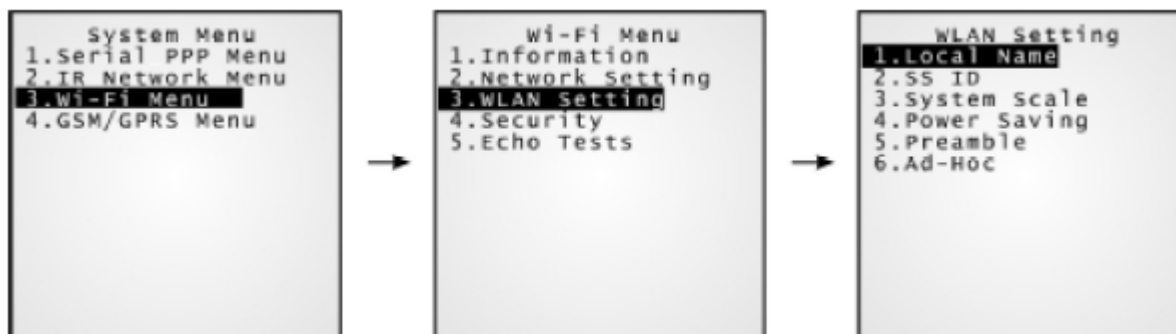 System Menu
1.Serial PPP Menu
2.IR Network Menu
3.Wi-Fi Menu
4.GSM/GPRS Menu
Wi-Fi Menu
1.Information
2.Network Setting
3.WLAN Setting
4.Security
5.Echo Tests
WLAN Setting
1.Local Name
2.SS ID
3.System Scale
4.Power Saving
5.Preamble
6.Ad-Hoc